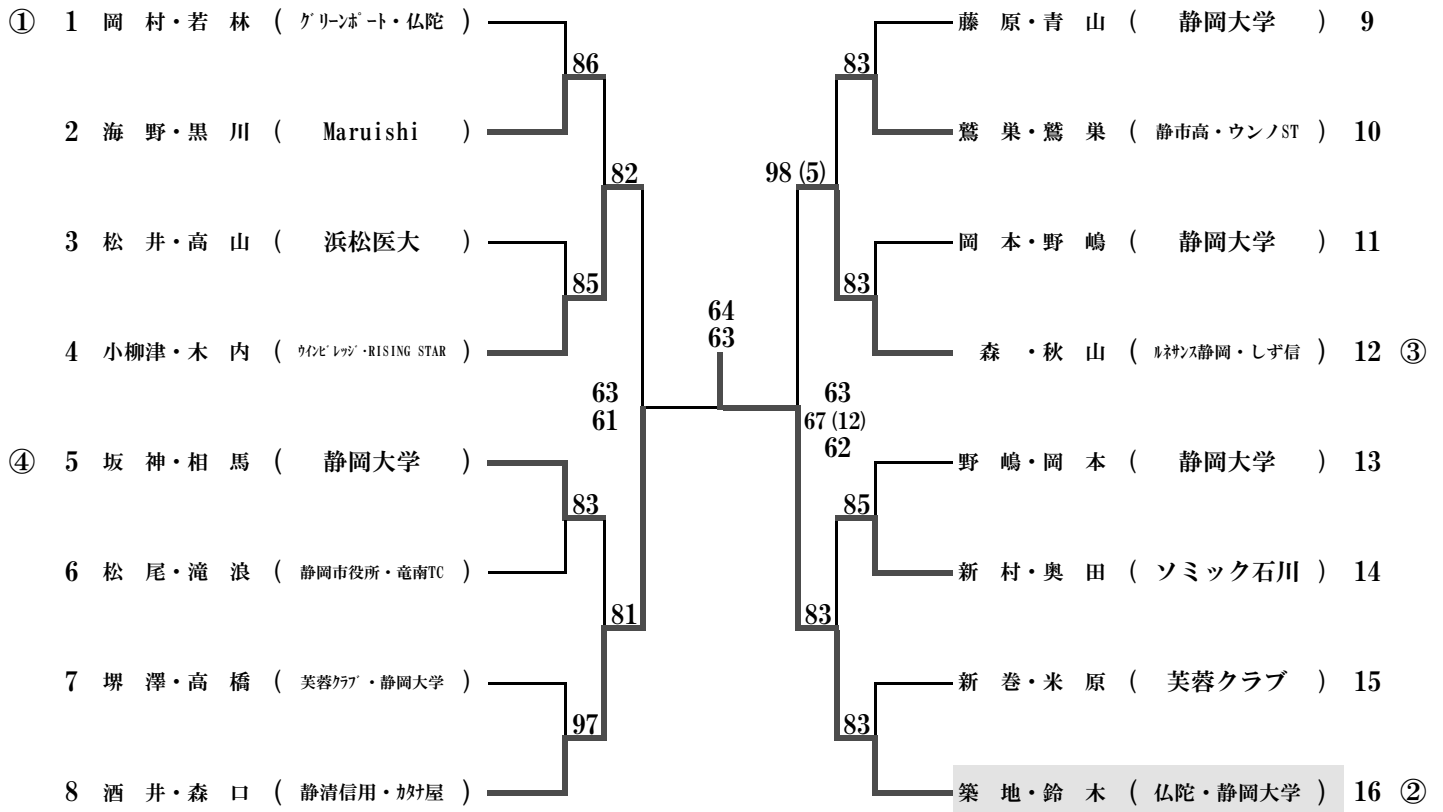 ① 1 岡 村・若 林 ( グリーンポート・仏陀 )
86
2 海 野・黒 川 ( Maruishi )
82
3 松 井・高 山 ( 浜松医大 )
85
4 小柳津・木 内 ( ウインビレッジ・RISING STAR )
63
61
④ 5 坂 神・相 馬 ( 静岡大学 )
83
6 松 尾・滝 浪 ( 静岡市役所・竜南TC )
81
7 堺 澤・高 橋 ( 芙蓉クラブ・静岡大学 )
97
8 酒 井・森 口 ( 静清信用・カタナ屋 )
64
63
藤 原・青 山 ( 静岡大学 ) 9
83
鷲 巣・鷲 巣 ( 静市高・ウンノST ) 10
98 (5)
岡 本・野 嶋 ( 静岡大学 ) 11
83
森 ・秋 山 ( ルネサンス静岡・しず信 ) 12 ③
63
67 (12)
62
野 嶋・岡 本 ( 静岡大学 ) 13
85
新 村・奥 田 ( ソミック石川 ) 14
83
新 巻・米 原 ( 芙蓉クラブ ) 15
83
築 地・鈴 木 ( 仏陀・静岡大学 ) 16 ②